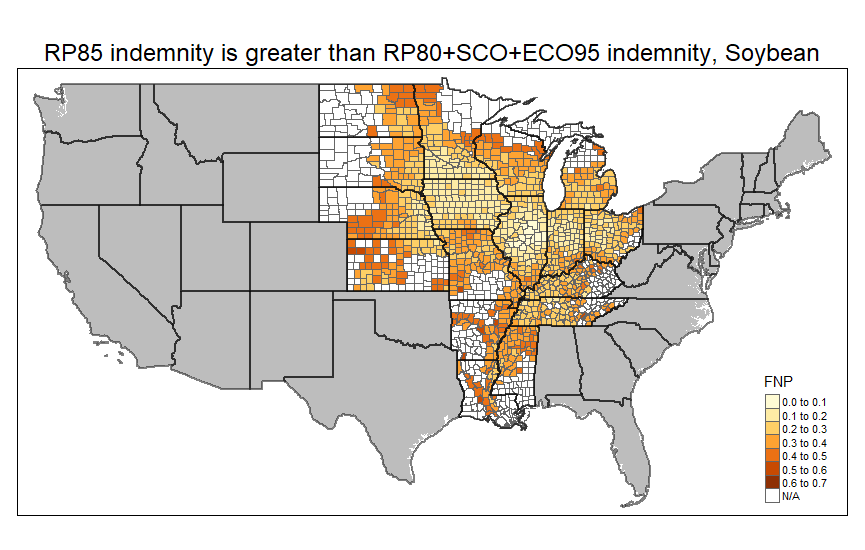 RP85 indemnity is greater than RP80+SCO+ECO95 indemnity, Soybean
FNP
0.0 to 0.1
0.1 to 0.2
0.2 to 0.3
0.3 to 0.4
0.4 to 0.5
0.5 to 0.6
0.6 to 0.7
N/A